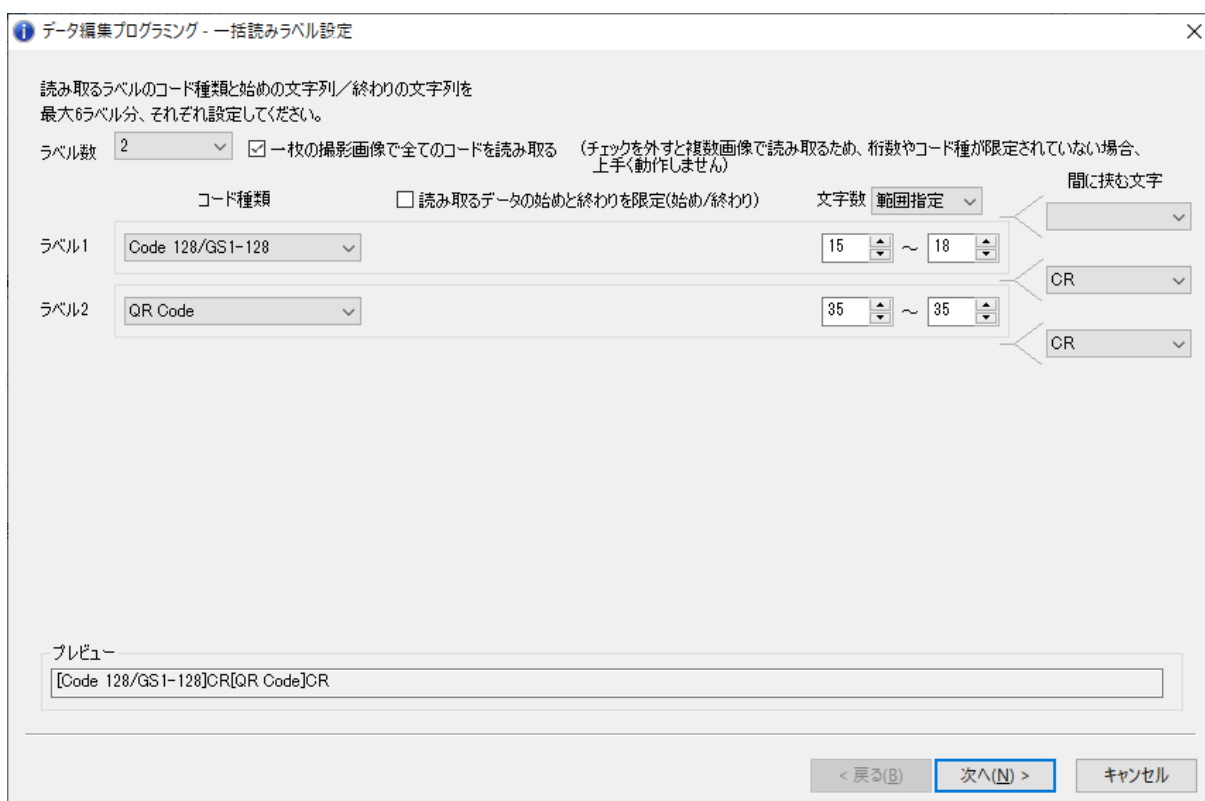 データ編集プログラミング - 一括読みラベル設定
読み取るラベルのコード種類と始めの文字列／終わりの文字列を
最大6ラベル分、それぞれ設定してください。
ラベル数 2 一枚の撮影画像で全てのコードを読み取る (チェックを外すと複数画像で読み取るため、桁数やコード種が限定されていない場合、
上手く動作しません)
コード種類 読み取るデータの始めと終わりを限定(始め/終わり) 文字数 範囲指定 間に挟む文字
ラベル1 Code 128/GS1-128 15 ～ 18
CR
ラベル2 QR Code 35 ～ 35
CR
プレビュー
[Code 128/GS1-128]CR[QR Code]CR
< 戻る(B) 次へ(N) > キャンセル